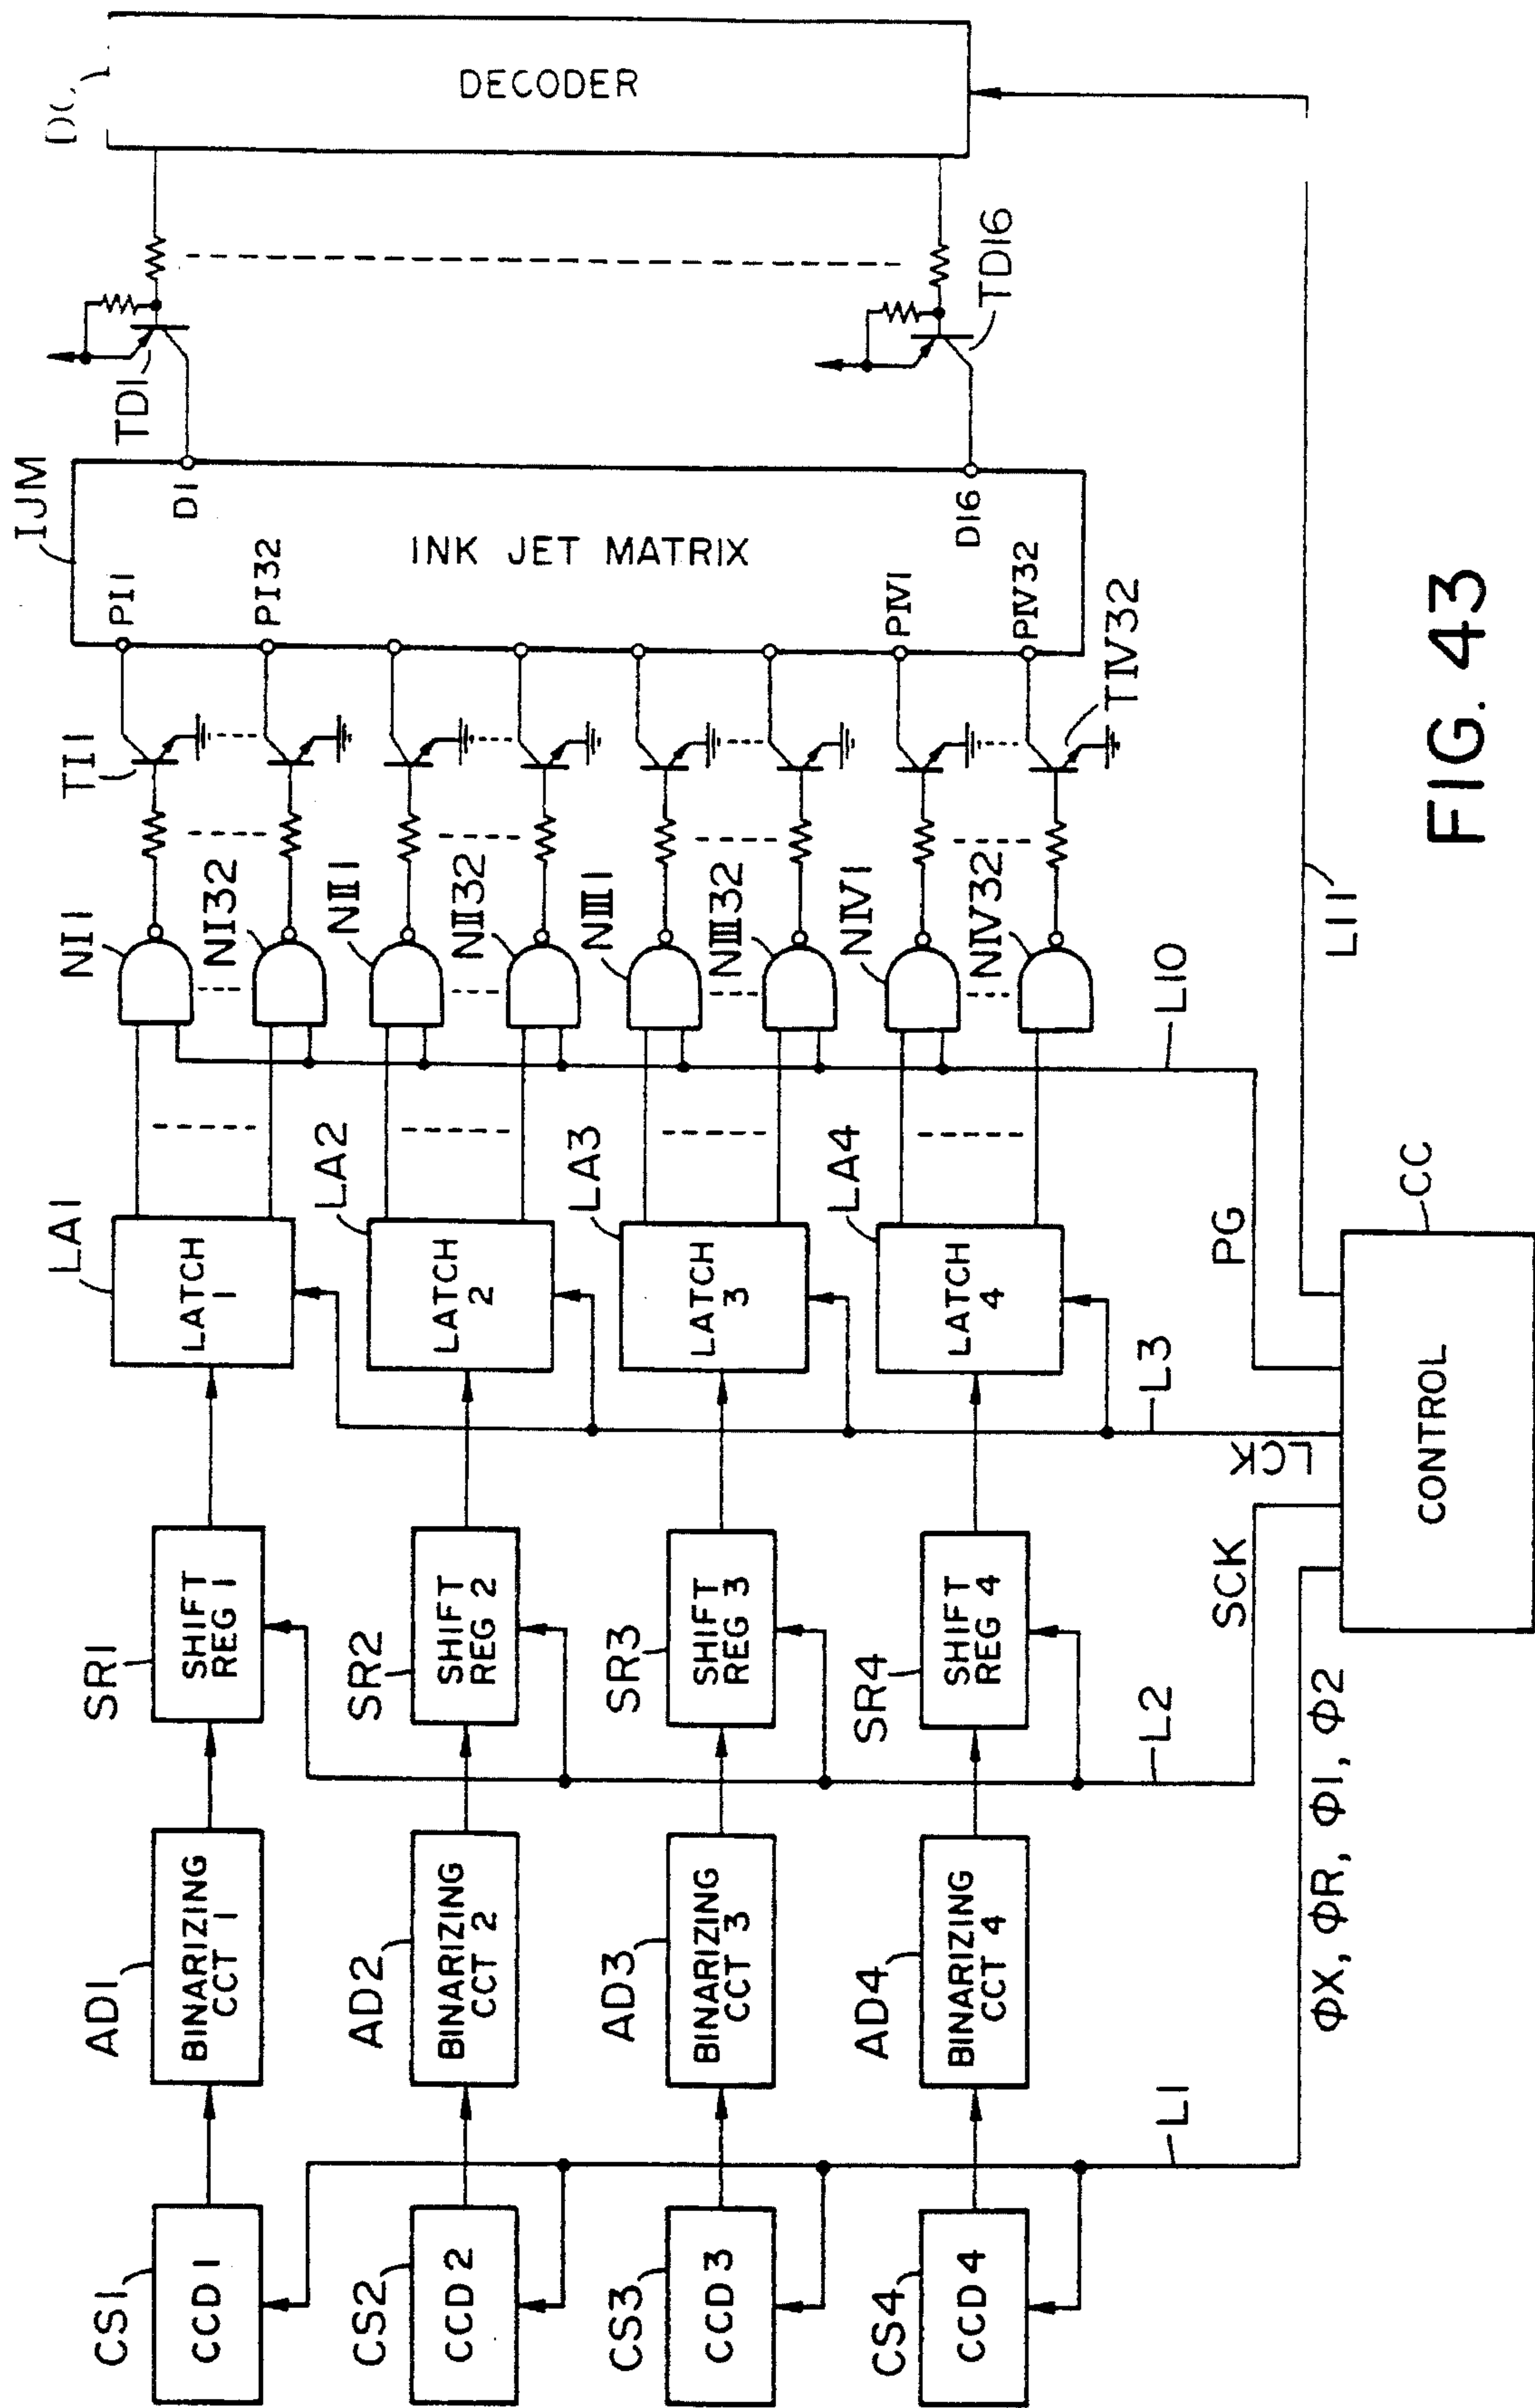 CS1
CCD 1
AD1
BINARIZING
CCT 1
SR1
SHIFT
REG 1
LA1
LATCH
1
NI1
NI32
TI1
PI1
PI32
IJM
INK JET MATRIX
D1
D16
TD1
TD16
DECODER
CS2
CCD 2
AD2
BINARIZING
CCT 2
SR2
SHIFT
REG 2
LA2
LATCH
2
NII1
NII32
CS3
CCD 3
AD3
BINARIZING
CCT 3
SR3
SHIFT
REG 3
LA3
LATCH
3
NIII1
NIII32
CS4
CCD 4
AD4
BINARIZING
CCT 4
SR4
SHIFT
REG 4
LA4
LATCH
4
NIV1
NIV32
TIV32
PIV1
PIV32
L1
L2
L3
L10
L11
ΦX, ΦR, Φ1, Φ2
SCK
LCK
PG
CONTROL
CC
FIG. 43